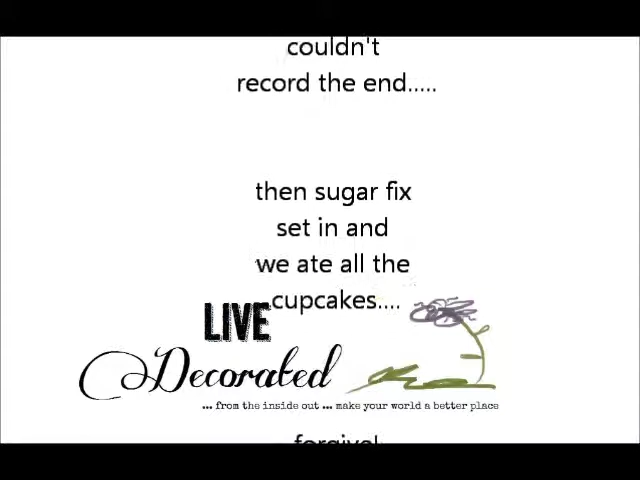 couldn't
record the end.....
then sugar fix
set in and
we ate all the
cupcakes....
LIVE
Decorated
... from the inside out ... make your world a better place
forgive!